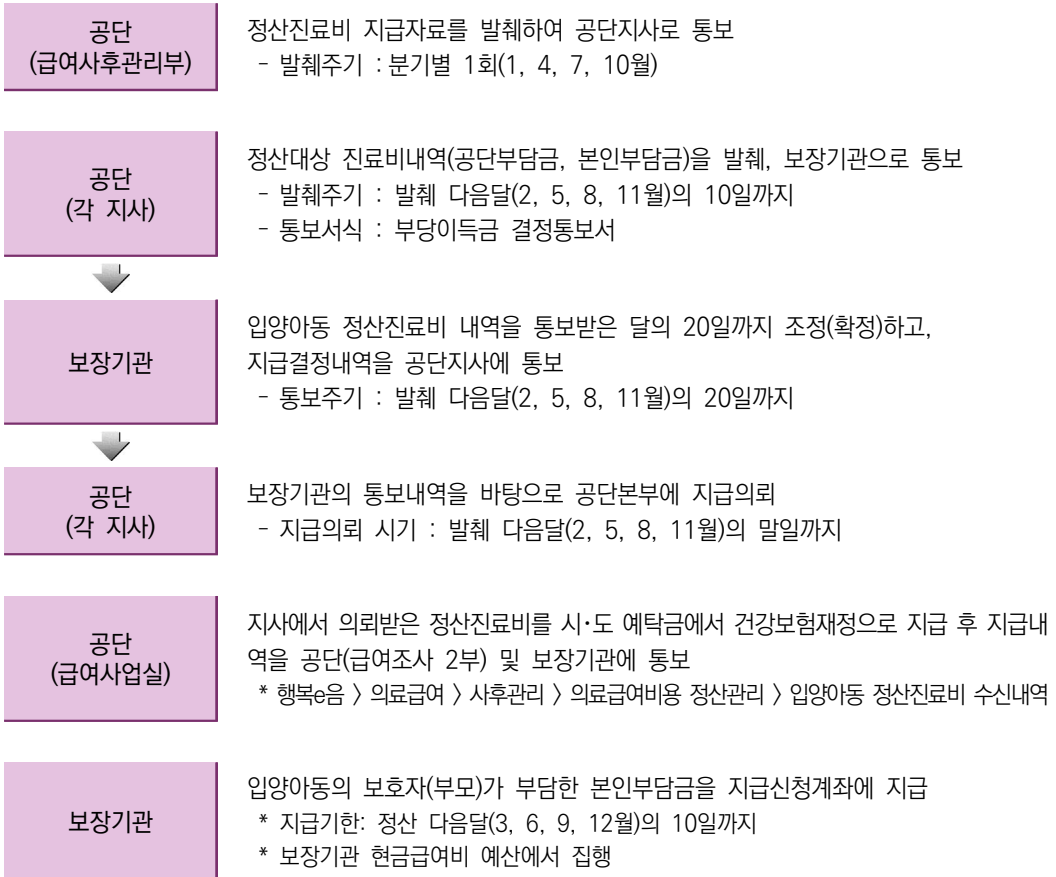 공단
(급여사후관리부)
정산진료비 지급자료를 발췌하여 공단지사로 통보
- 발췌주기 : 분기별 1회(1, 4, 7, 10월)
공단
(각 지사)
정산대상 진료비내역(공단부담금, 본인부담금)을 발췌, 보장기관으로 통보
- 발췌주기 : 발췌 다음달(2, 5, 8, 11월)의 10일까지
- 통보서식 : 부당이득금 결정통보서
보장기관
입양아동 정산진료비 내역을 통보받은 달의 20일까지 조정(확정)하고,
지급결정내역을 공단지사에 통보
- 통보주기 : 발췌 다음달(2, 5, 8, 11월)의 20일까지
공단
(각 지사)
보장기관의 통보내역을 바탕으로 공단본부에 지급의뢰
- 지급의뢰 시기 : 발췌 다음달(2, 5, 8, 11월)의 말일까지
공단
(급여사업실)
지사에서 의뢰받은 정산진료비를 시·도 예탁금에서 건강보험재정으로 지급 후 지급내
역을 공단(급여조사 2부) 및 보장기관에 통보
* 행복e음 > 의료급여 > 사후관리 > 의료급여비용 정산관리 > 입양아동 정산진료비 수신내역
보장기관
입양아동의 보호자(부모)가 부담한 본인부담금을 지급신청계좌에 지급
* 지급기한: 정산 다음달(3, 6, 9, 12월)의 10일까지
* 보장기관 현금급여비 예산에서 집행